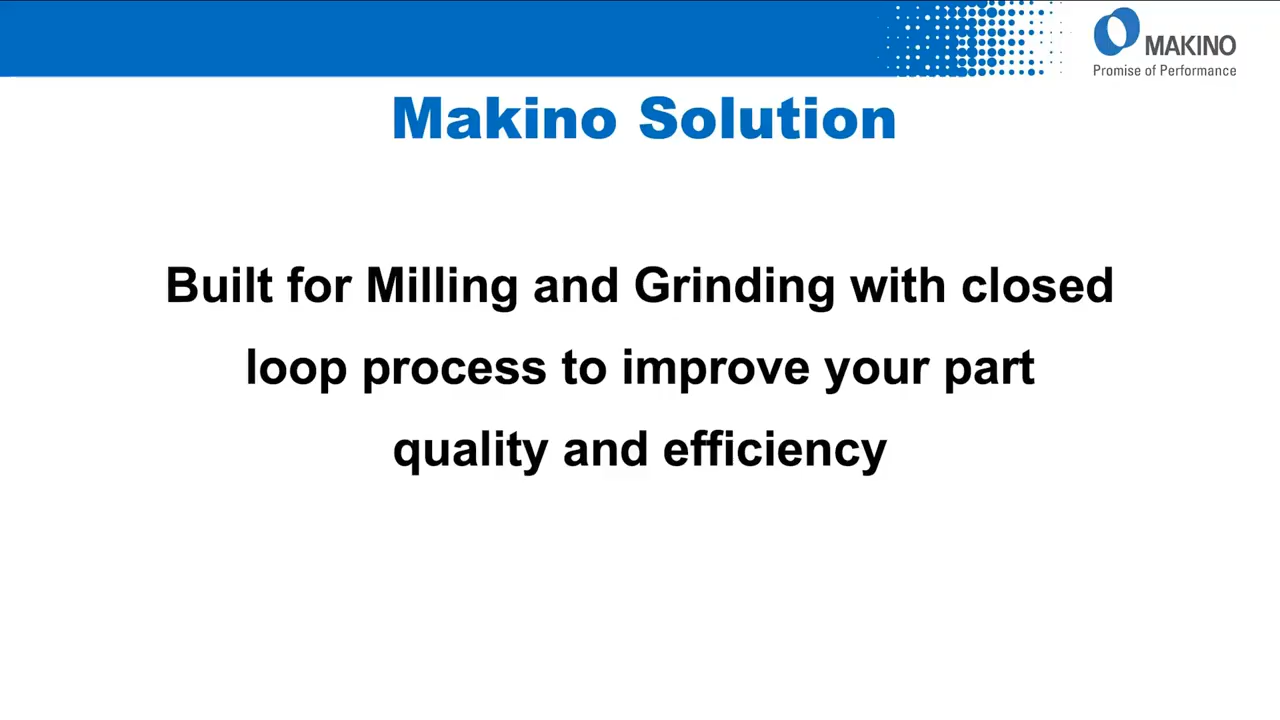 MAKINO
Promise of Performance
Makino Solution
Built for Milling and Grinding with closed
loop process to improve your part
quality and efficiency